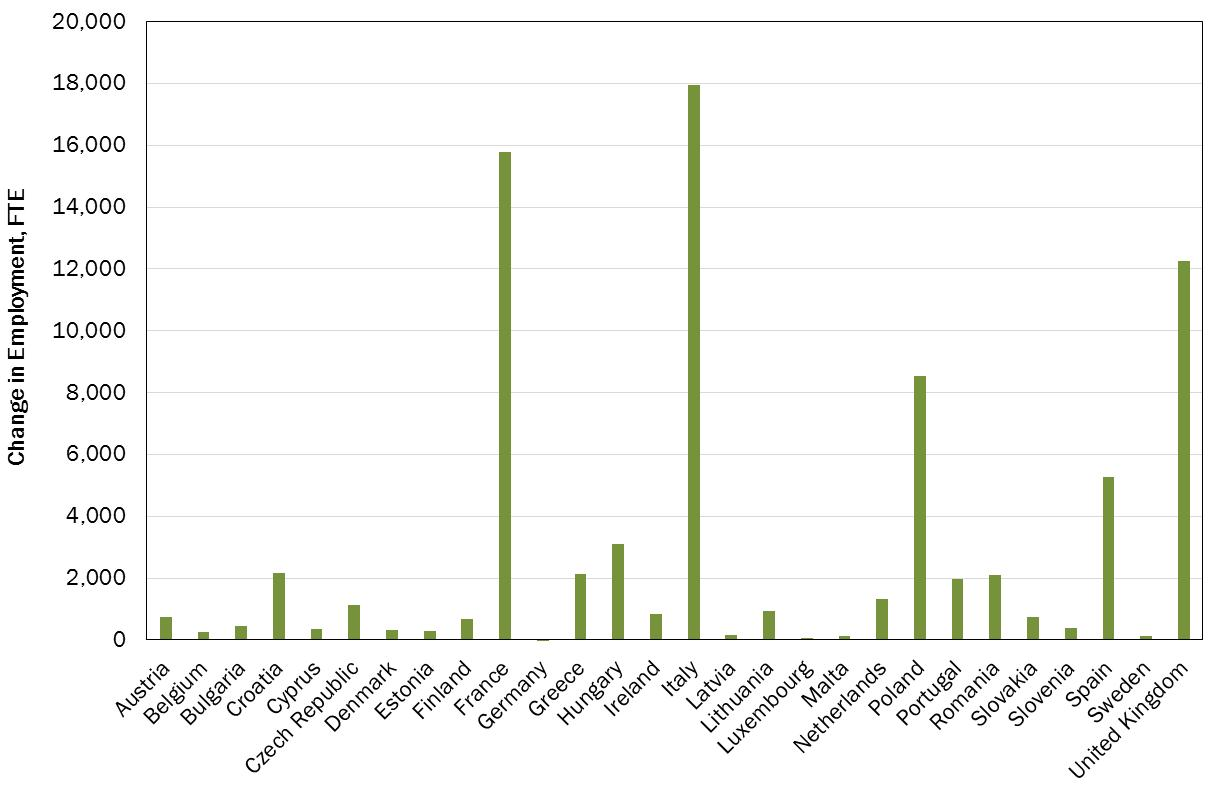 20,000
18,000
16,000
14,000
12,000
10,000
8,000
6,000
4,000
2,000
0
Change in Employment, FTE
Austria
Belgium
Bulgaria
Croatia
Cyprus
Czech Republic
Denmark
Estonia
Finland
France
Germany
Greece
Hungary
Ireland
Italy
Latvia
Lithuania
Luxembourg
Malta
Netherlands
Poland
Portugal
Romania
Slovakia
Slovenia
Spain
Sweden
United Kingdom